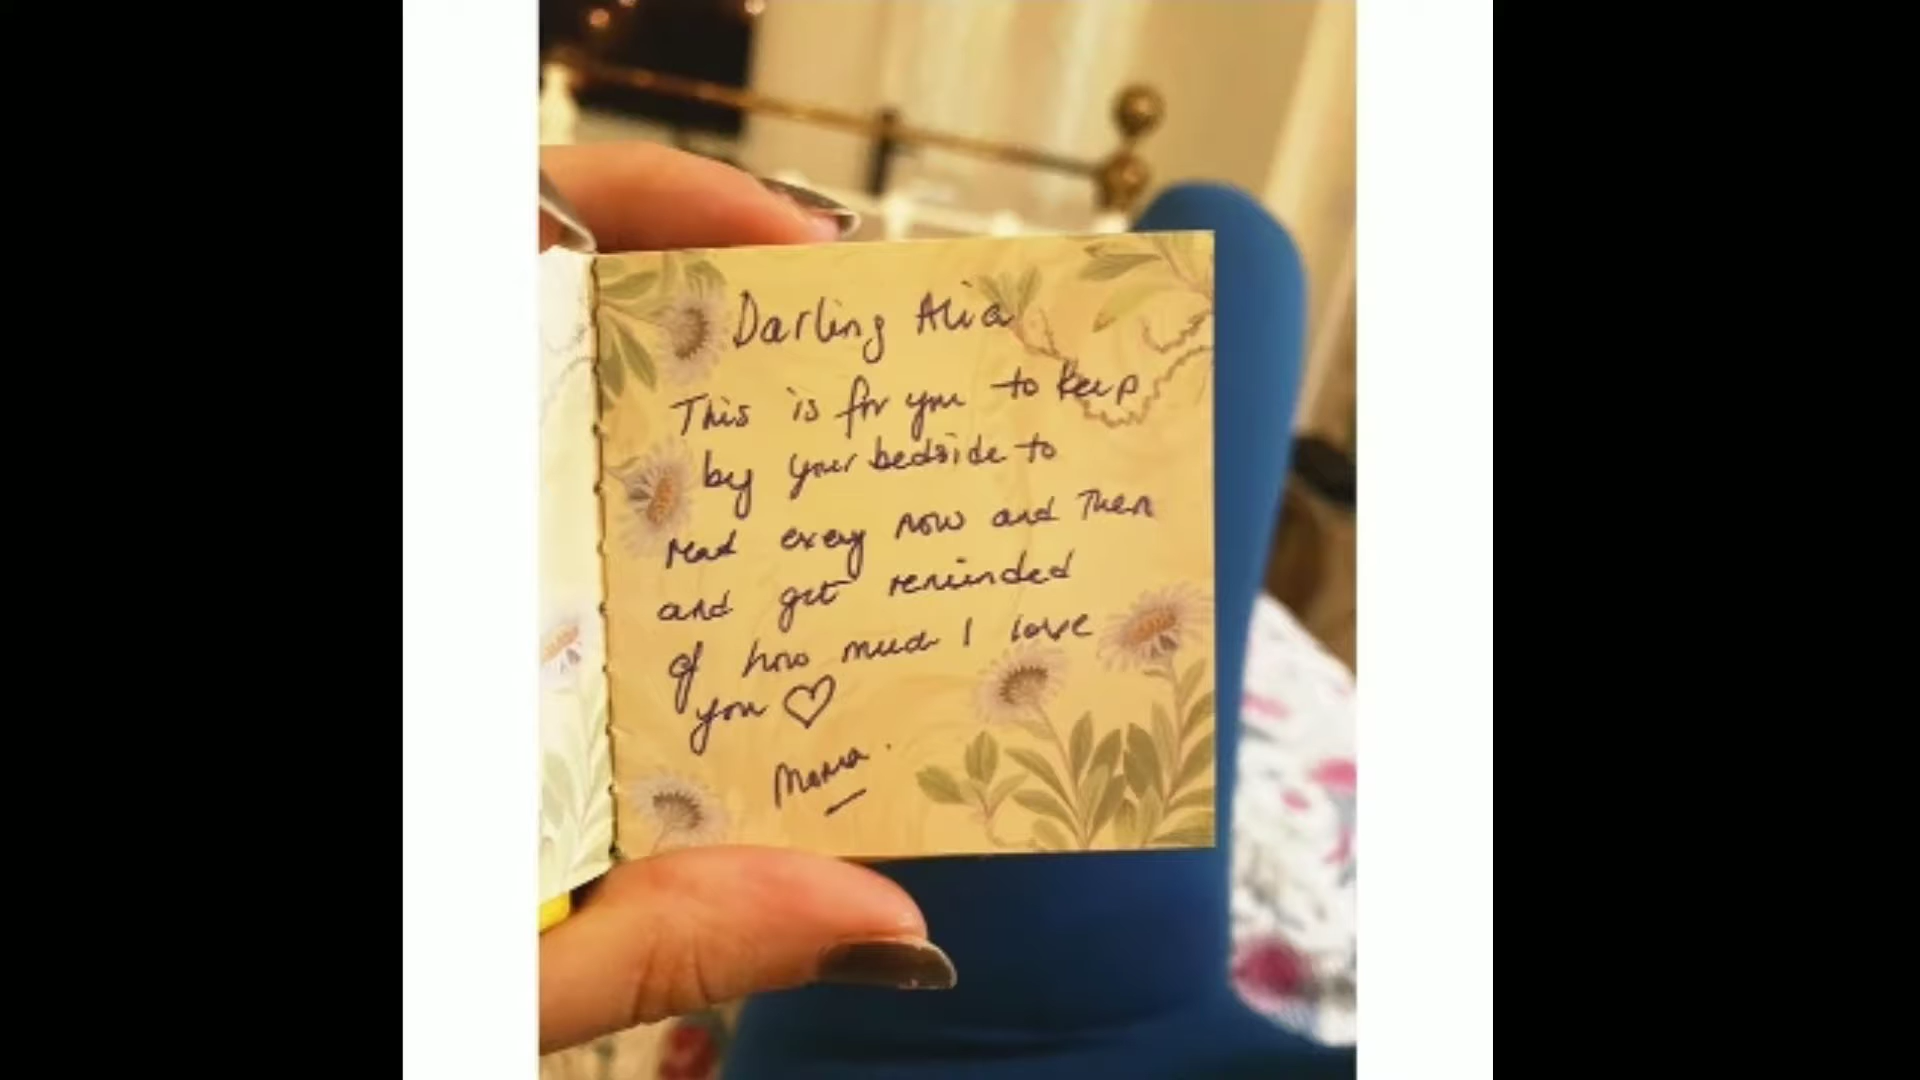 Darling Alia
This is for you to keep
by your bedside to
read every now and then
and get reminded
of how much I love
you ♡
Mama.